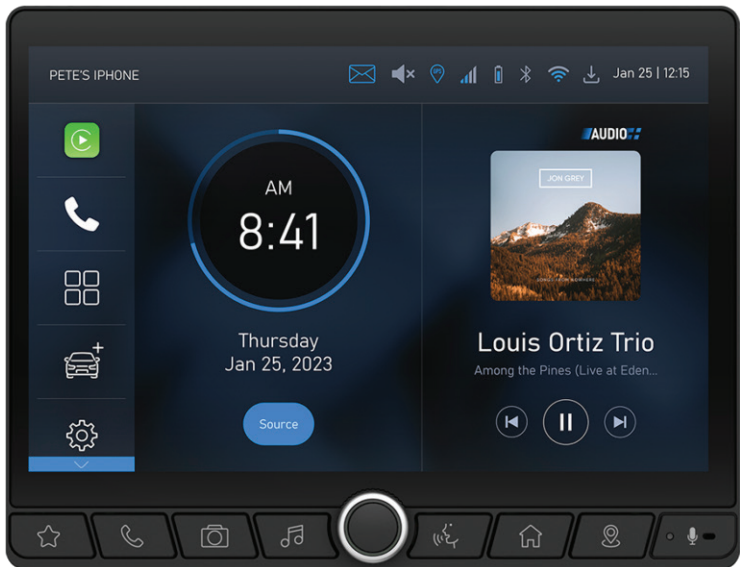 PETE'S IPHONE
GPS
Jan 25 | 12:15
AM
8:41
Thursday
Jan 25, 2023
Source
AUDIO
JON GREY
Louis Ortiz Trio
Among the Pines (Live at Eden...